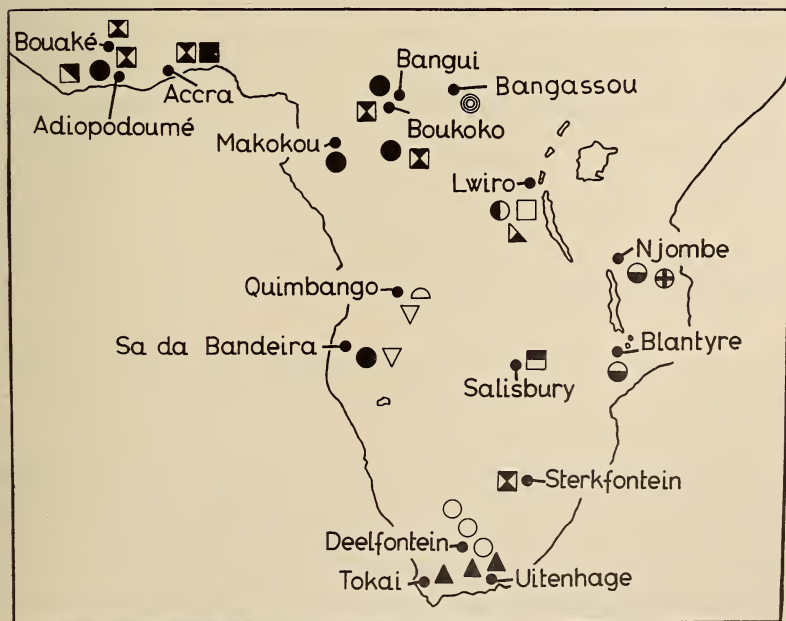 Bouaké
Adiopodoumé
Accra
Bangui
Bangassou
Boukoko
Makokou
Lwiro
Njombe
Quimbango
Sa da Bandeira
Blantyre
Salisbury
Sterkfontein
Deelfontein
Tokai
Uitenhage